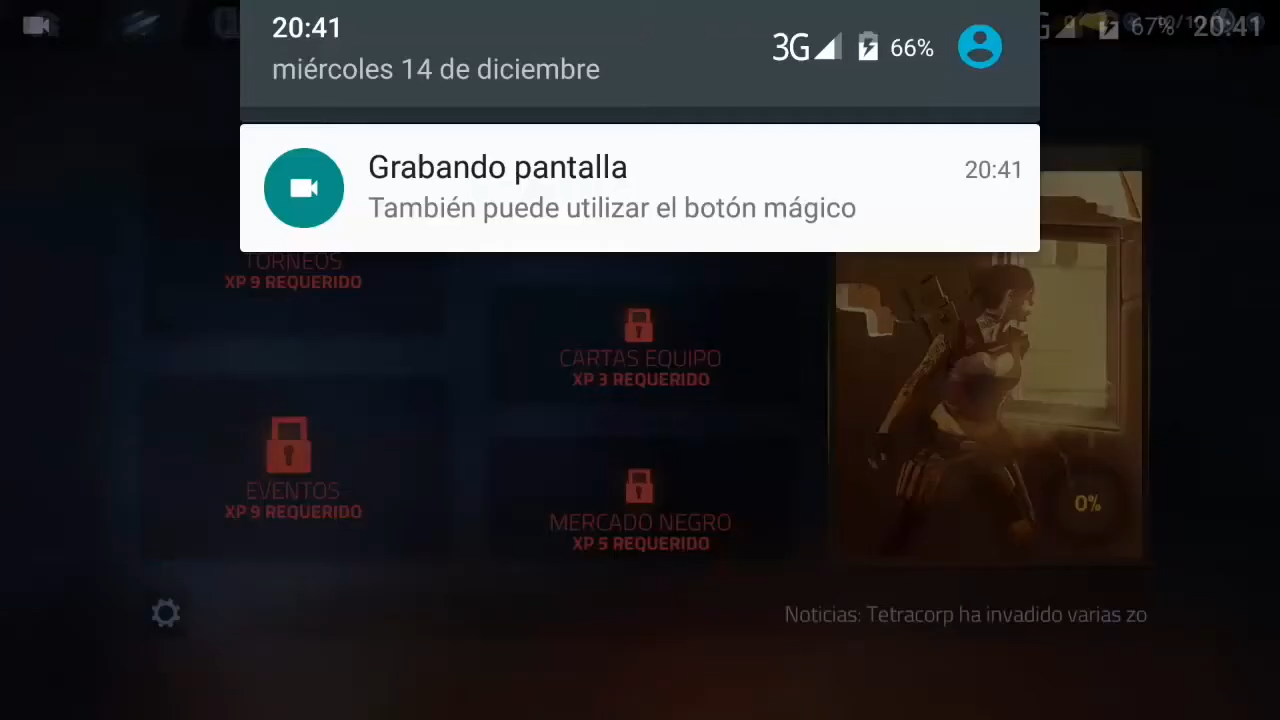 20:41
miércoles 14 de diciembre
3G 66%
67% 20:41
Grabando pantalla 20:41
También puede utilizar el botón mágico
TORNEOS
XP 9 REQUERIDO
CARTAS EQUIPO
XP 3 REQUERIDO
EVENTOS
XP 9 REQUERIDO
MERCADO NEGRO
XP 5 REQUERIDO
0%
Noticias: Tetracorp ha invadido varias zo